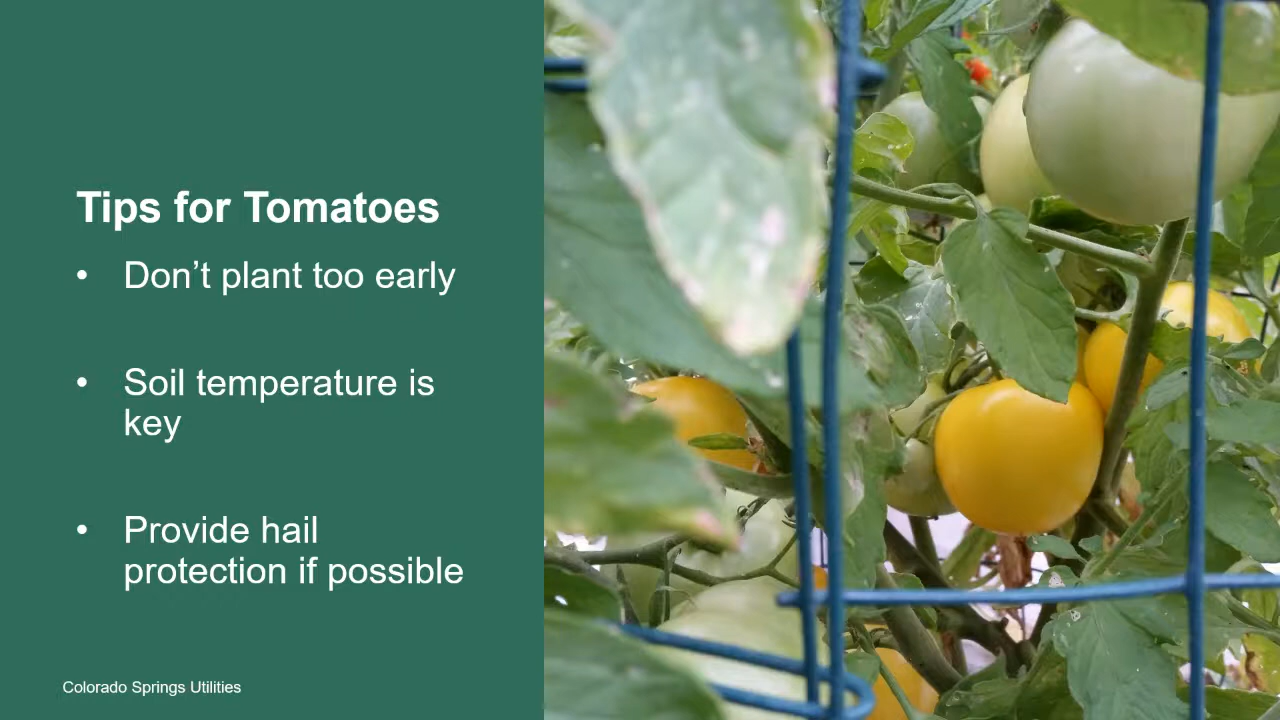 Tips for Tomatoes
• Don’t plant too early
• Soil temperature is
key
• Provide hail
protection if possible
Colorado Springs Utilities